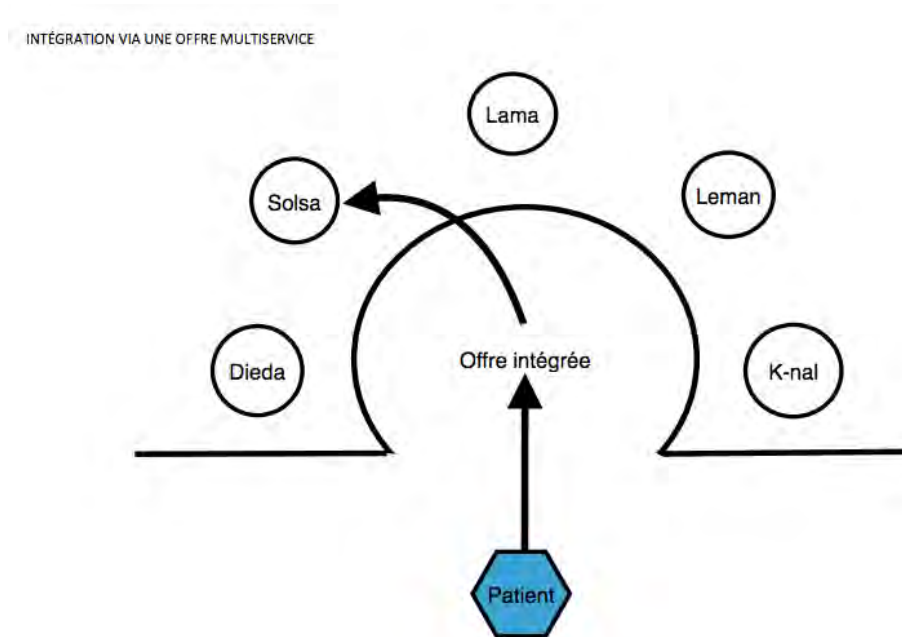 INTÉGRATION VIA UNE OFFRE MULTISERVICE
Lama
Solsa
Leman
Dieda
Offre intégrée
K-nal
Patient